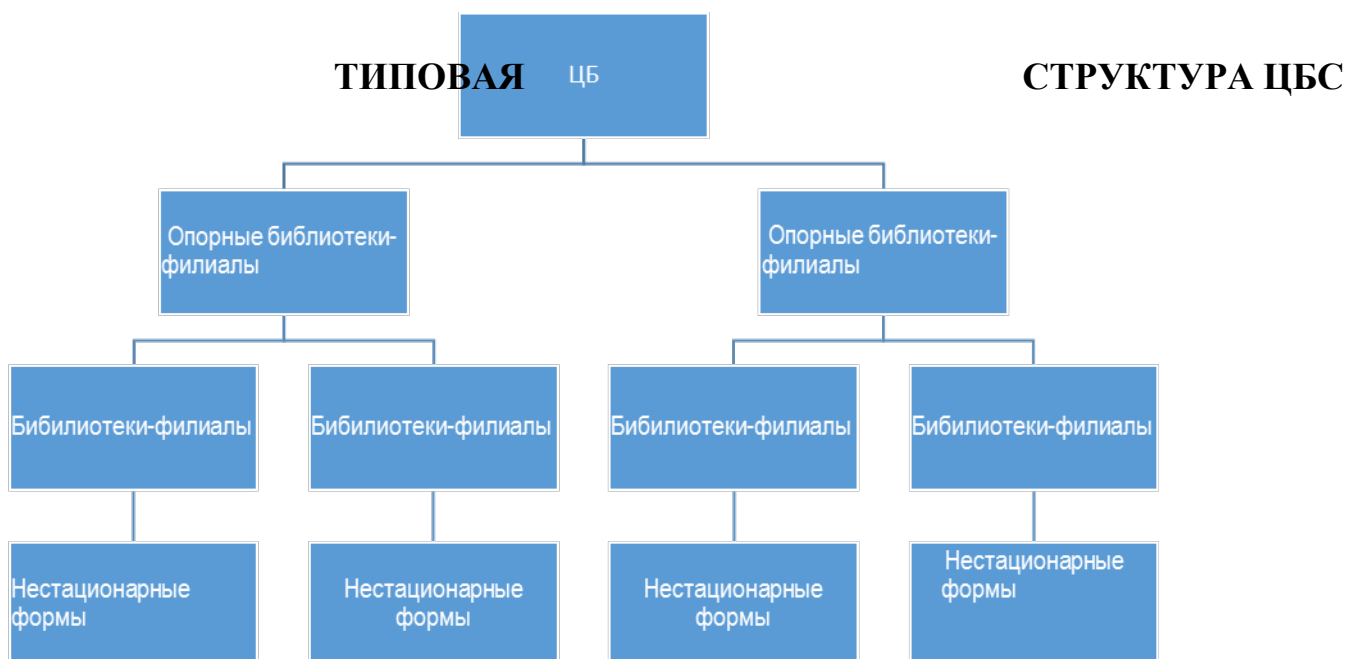 ТИПОВАЯ СТРУКТУРА ЦБС
ЦБ
Опорные библиотеки-
филиалы
Опорные библиотеки-
филиалы
Бибилиотеки-филиалы
Бибилиотеки-филиалы
Бибилиотеки-филиалы
Бибилиотеки-филиалы
Нестационарные
формы
Нестационарные
формы
Нестационарные
формы
Нестационарные
формы